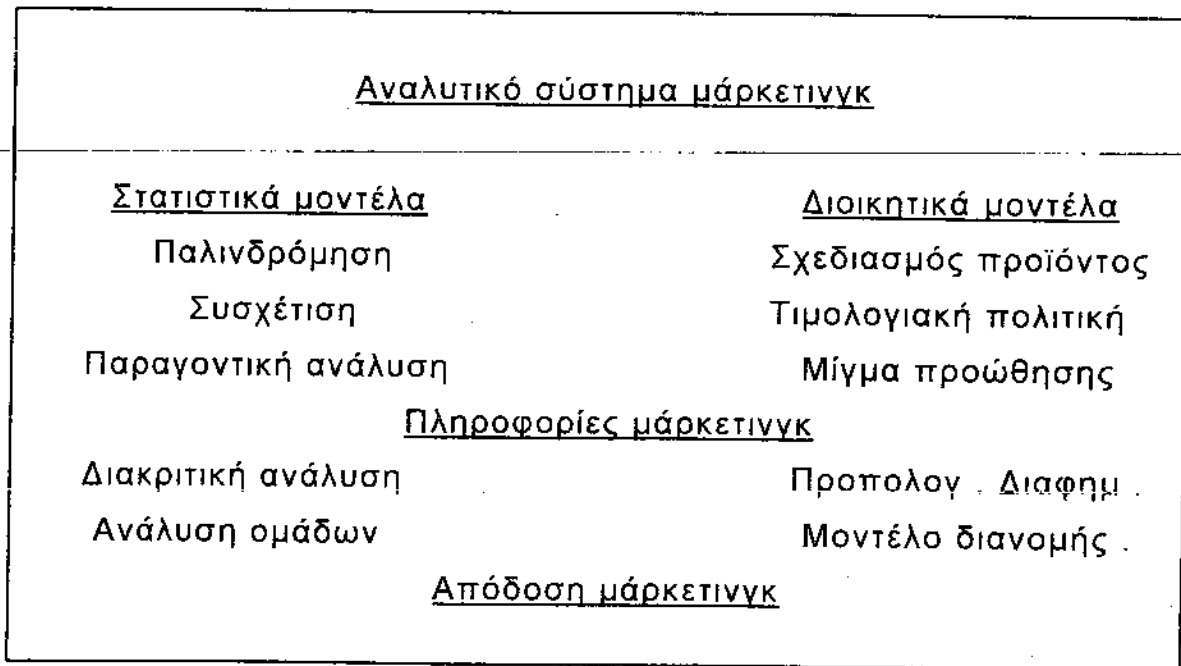 Αναλυτικό σύστημα μάρκετινγκ
Στατιστικά μοντέλα Διοικητικά μοντέλα
Παλινδρόμηση Σχεδιασμός προϊόντος
Συσχέτιση Τιμολογιακή πολιτική
Παραγοντική ανάλυση Μίγμα προώθησης
Πληροφορίες μάρκετινγκ
Διακριτική ανάλυση Προπολογ . Διαφημ .
Ανάλυση ομάδων Μοντέλο διανομής .
Απόδοση μάρκετινγκ